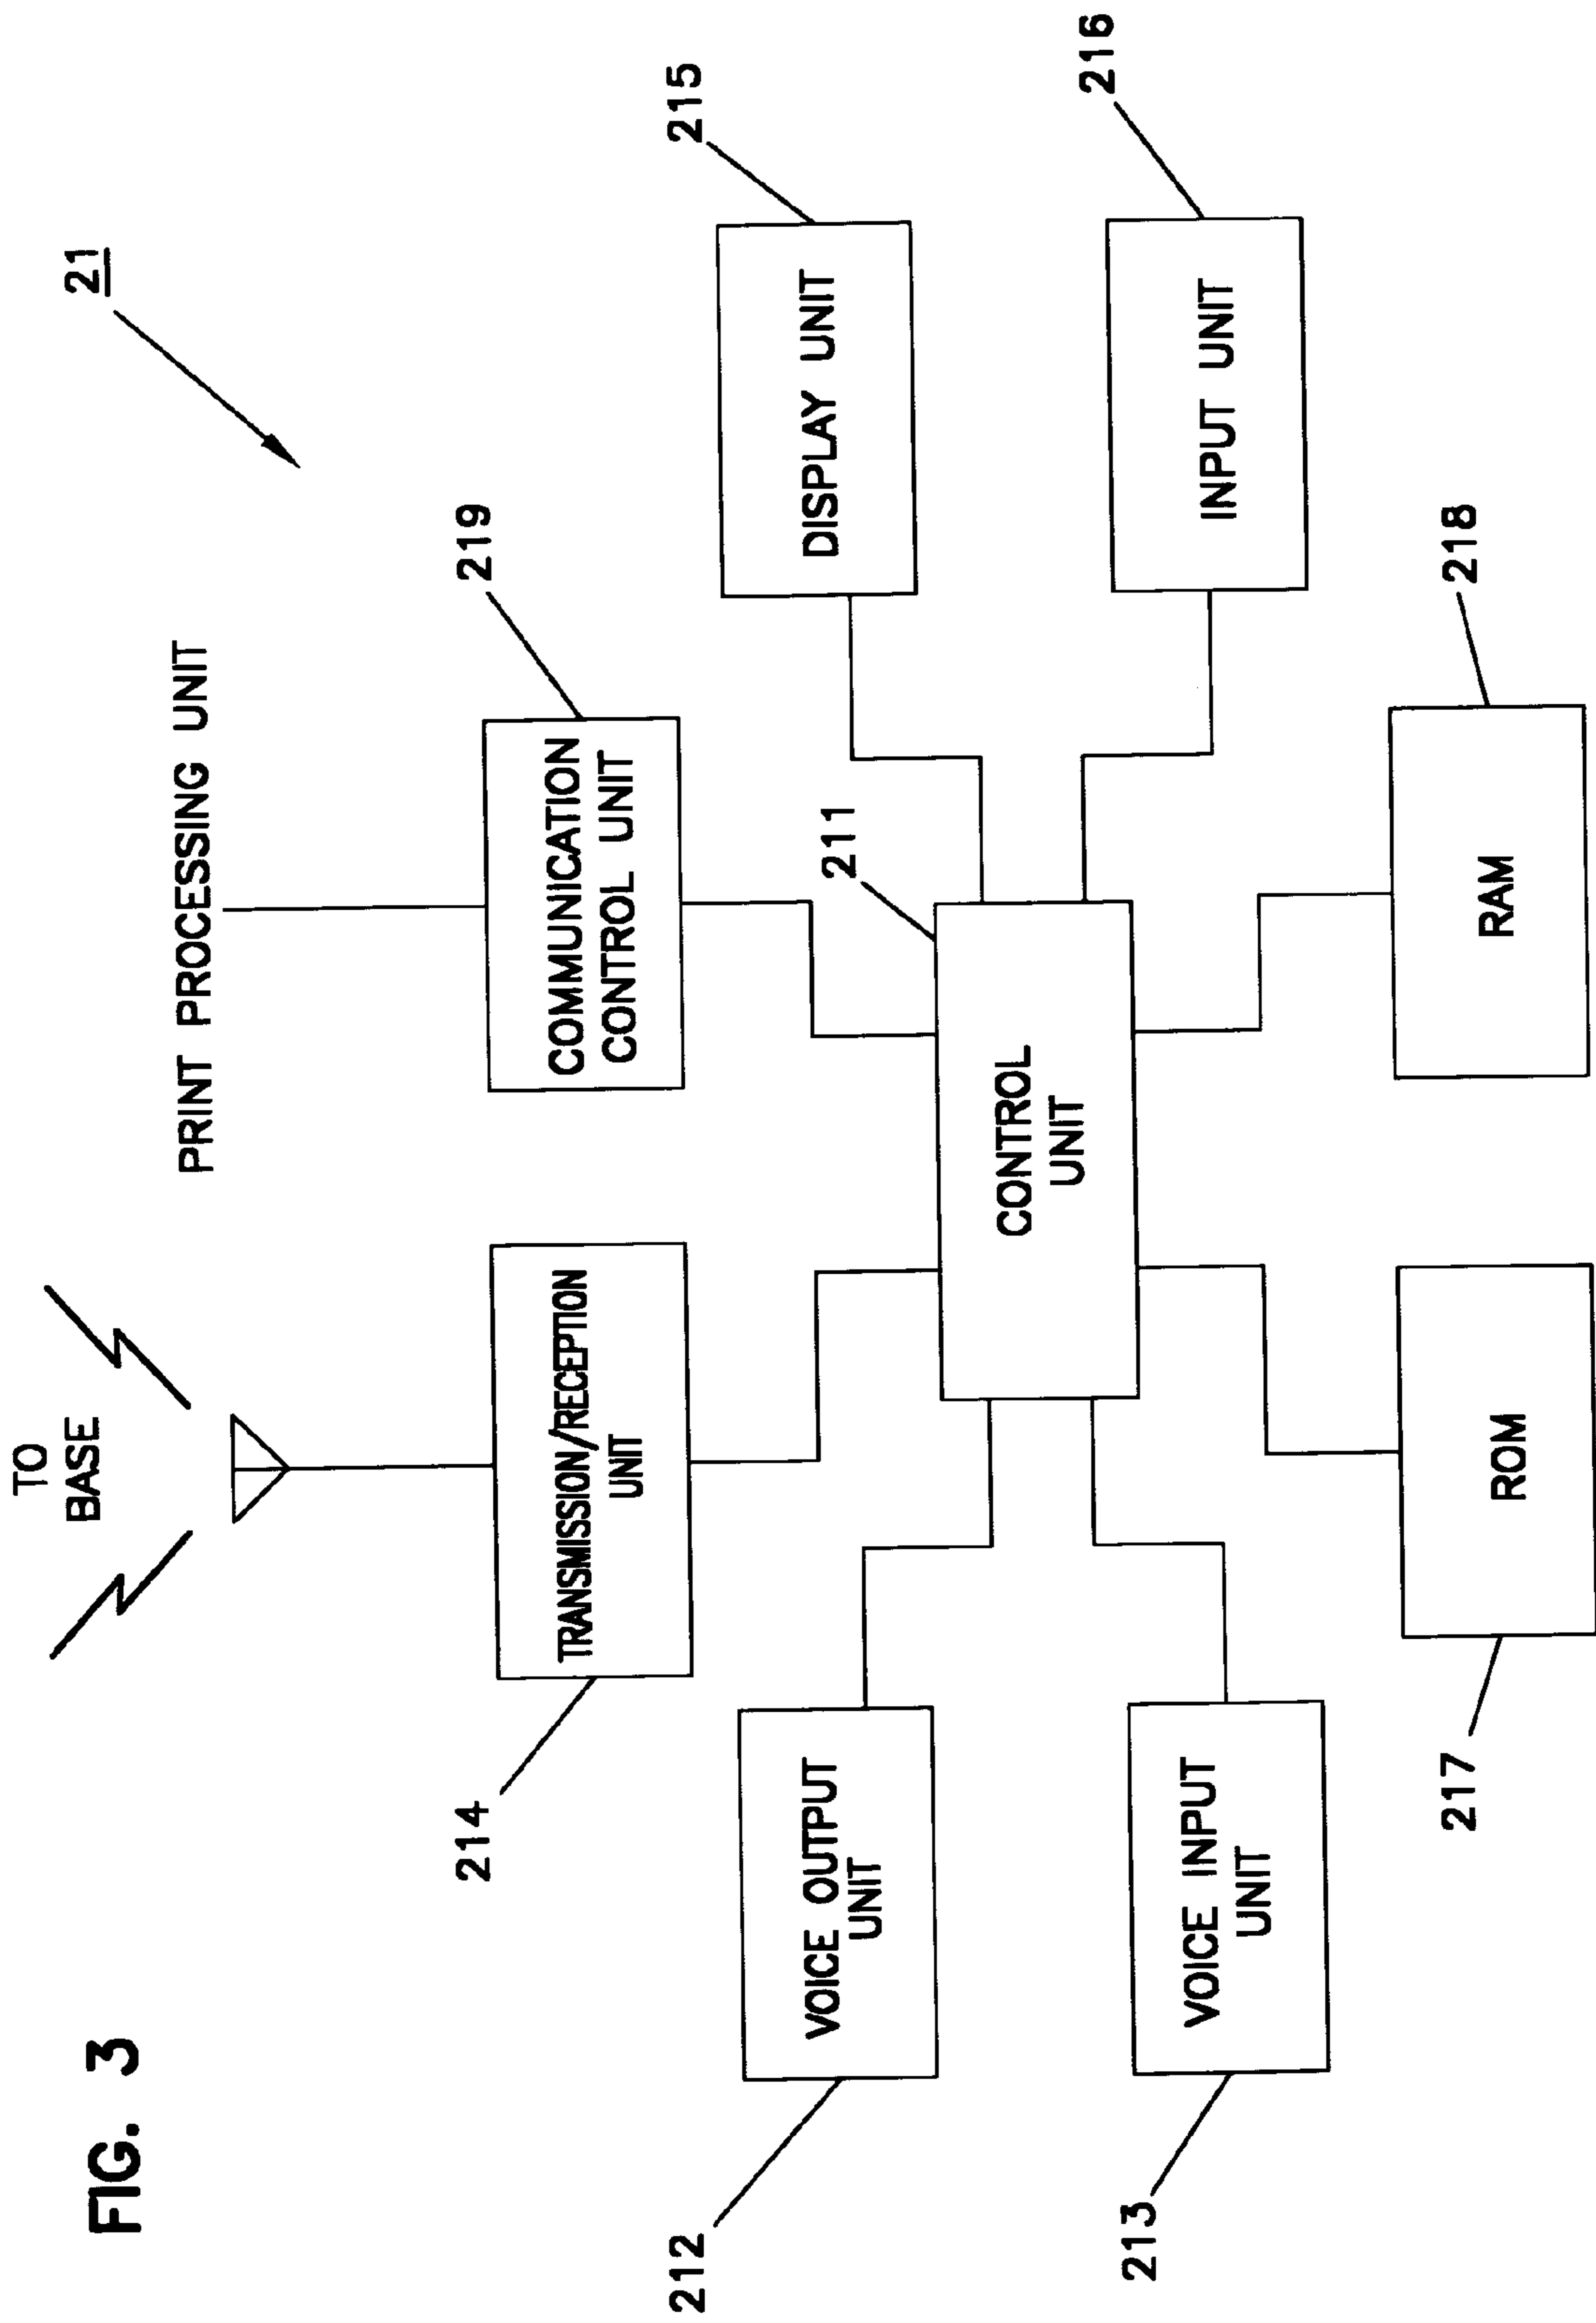 FIG. 3
TO
BASE
PRINT PROCESSING UNIT
21
214
TRANSMISSION/RECEPTION
UNIT
COMMUNICATION
CONTROL UNIT
219
212
VOICE OUTPUT
UNIT
211
DISPLAY UNIT
215
CONTROL
UNIT
213
VOICE INPUT
UNIT
INPUT UNIT
216
217
ROM
RAM
218